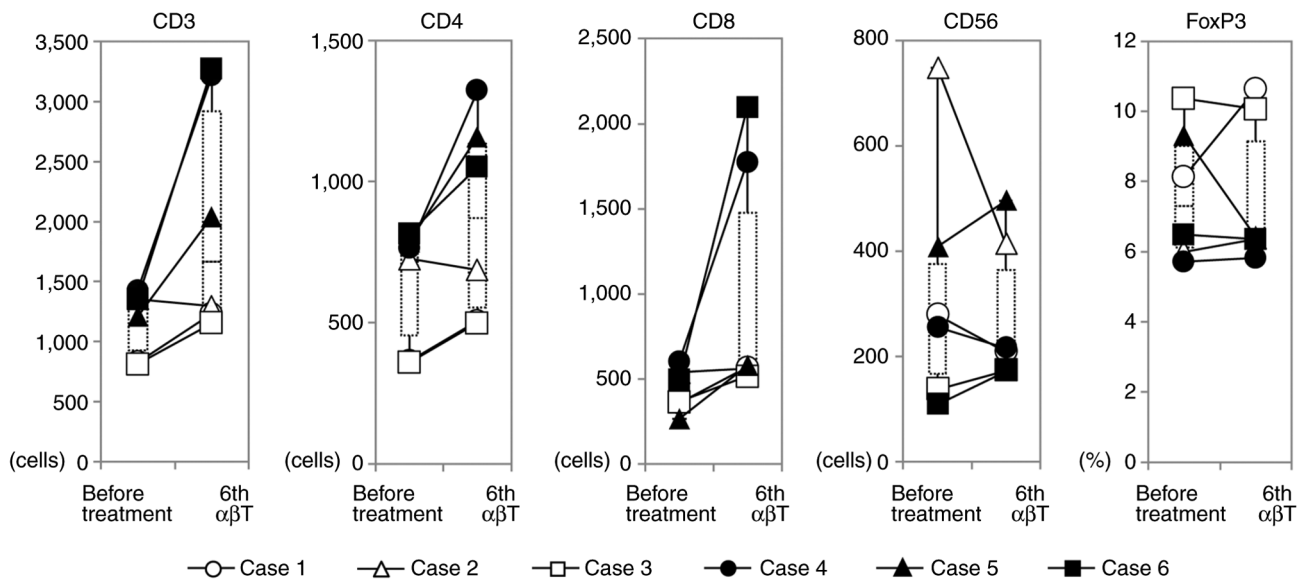 CD3
CD4
CD8
CD56
FoxP3
3,500
3,000
2,500
2,000
1,500
1,000
500
0
(cells)
Before treatment
6th αβT
1,500
1,000
500
0
(cells)
Before treatment
6th αβT
2,500
2,000
1,500
1,000
500
0
(cells)
Before treatment
6th αβT
800
600
400
200
0
(cells)
Before treatment
6th αβT
12
10
8
6
4
2
0
(%)
Before treatment
6th αβT
Case 1 Case 2 Case 3 Case 4 Case 5 Case 6